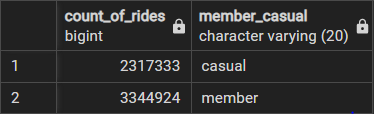 count_of_rides member_casual
bigint character varying (20)
1 2317333 casual
2 3344924 member